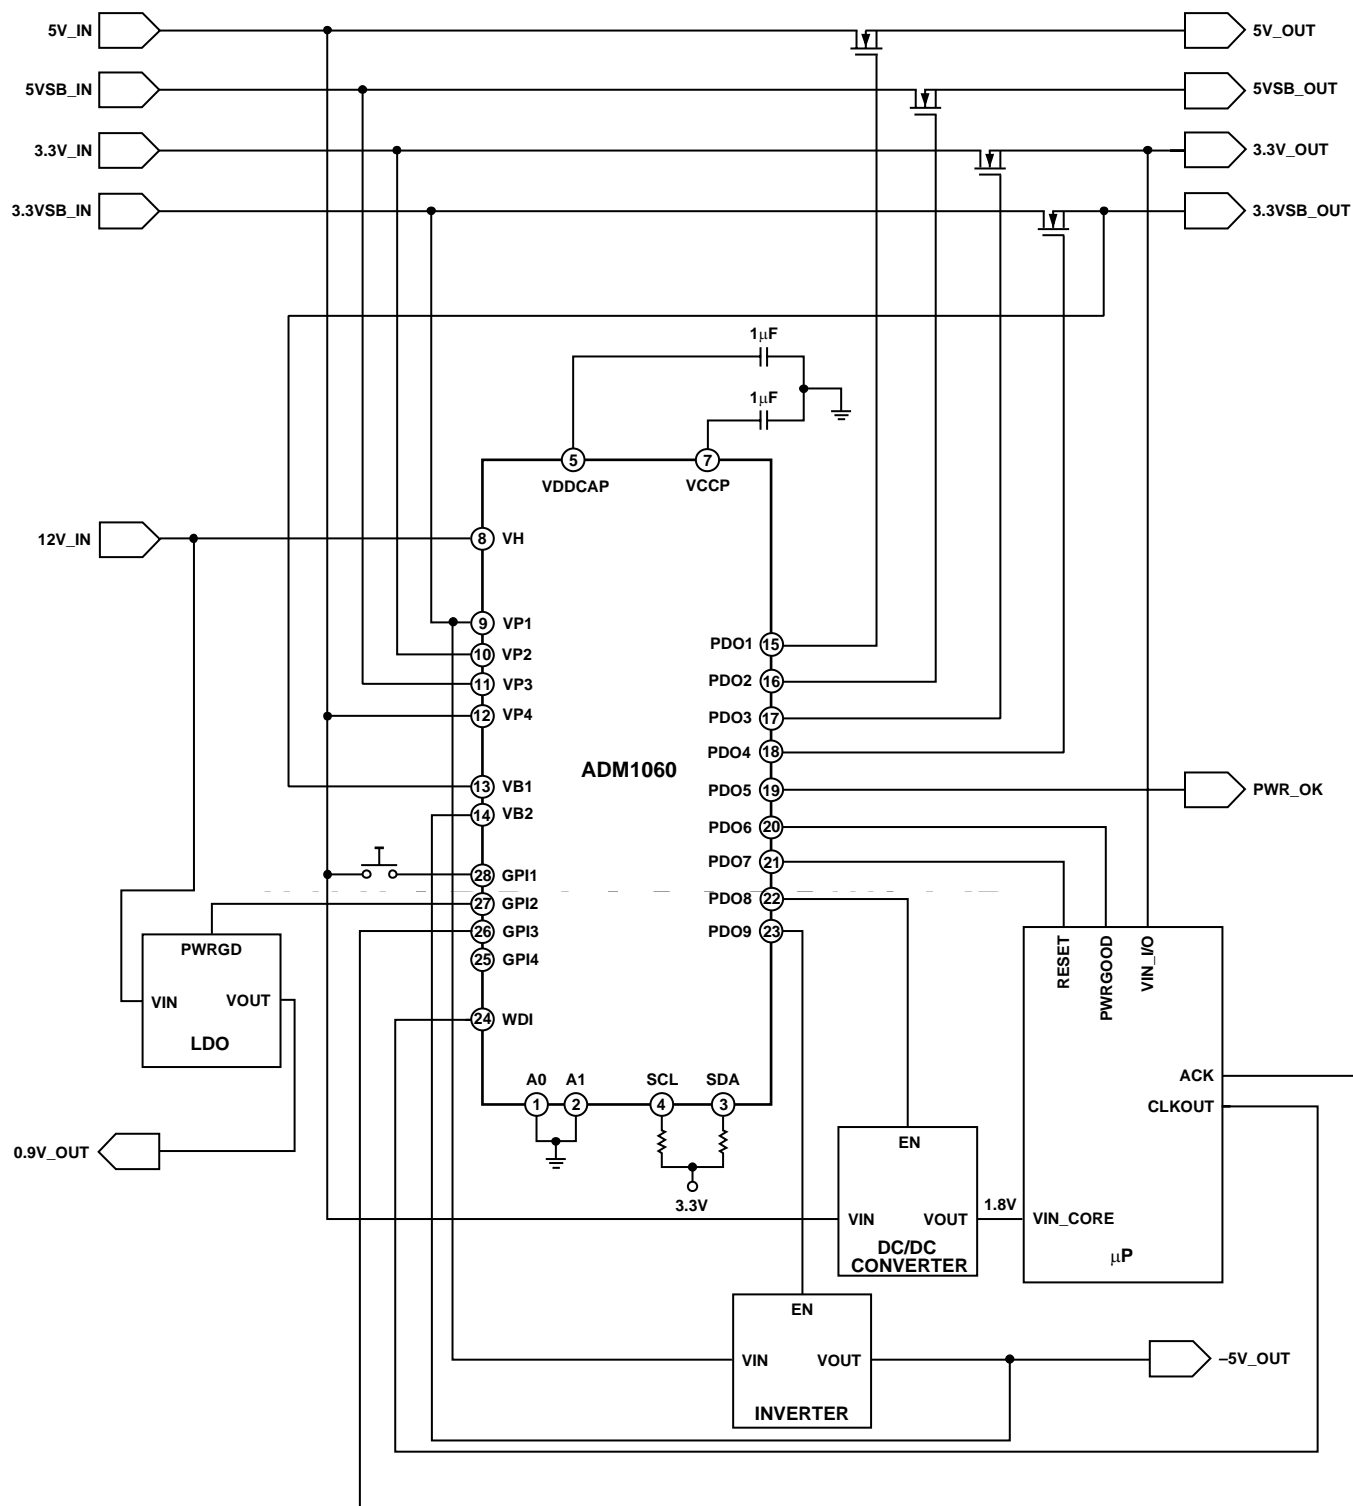 5V_IN
5V_OUT
5VSB_IN
5VSB_OUT
3.3V_IN
3.3V_OUT
3.3VSB_IN
3.3VSB_OUT
1μF
1μF
5
7
VDDCAP
VCCP
12V_IN
8
VH
9
VP1
10
VP2
11
VP3
12
VP4
13
VB1
14
VB2
28
GPI1
27
GPI2
26
GPI3
25
GPI4
24
WDI
ADM1060
PDO1
15
PDO2
16
PDO3
17
PDO4
18
PDO5
19
PWR_OK
PDO6
20
PDO7
21
PDO8
22
PDO9
23
PWRGD
VIN
VOUT
LDO
0.9V_OUT
A0
A1
SCL
SDA
1
2
4
3
3.3V
RESET
PWRGOOD
VIN_I/O
ACK
CLKOUT
VIN_CORE
μP
EN
VIN
VOUT
DC/DC
CONVERTER
1.8V
EN
VIN
VOUT
INVERTER
–5V_OUT